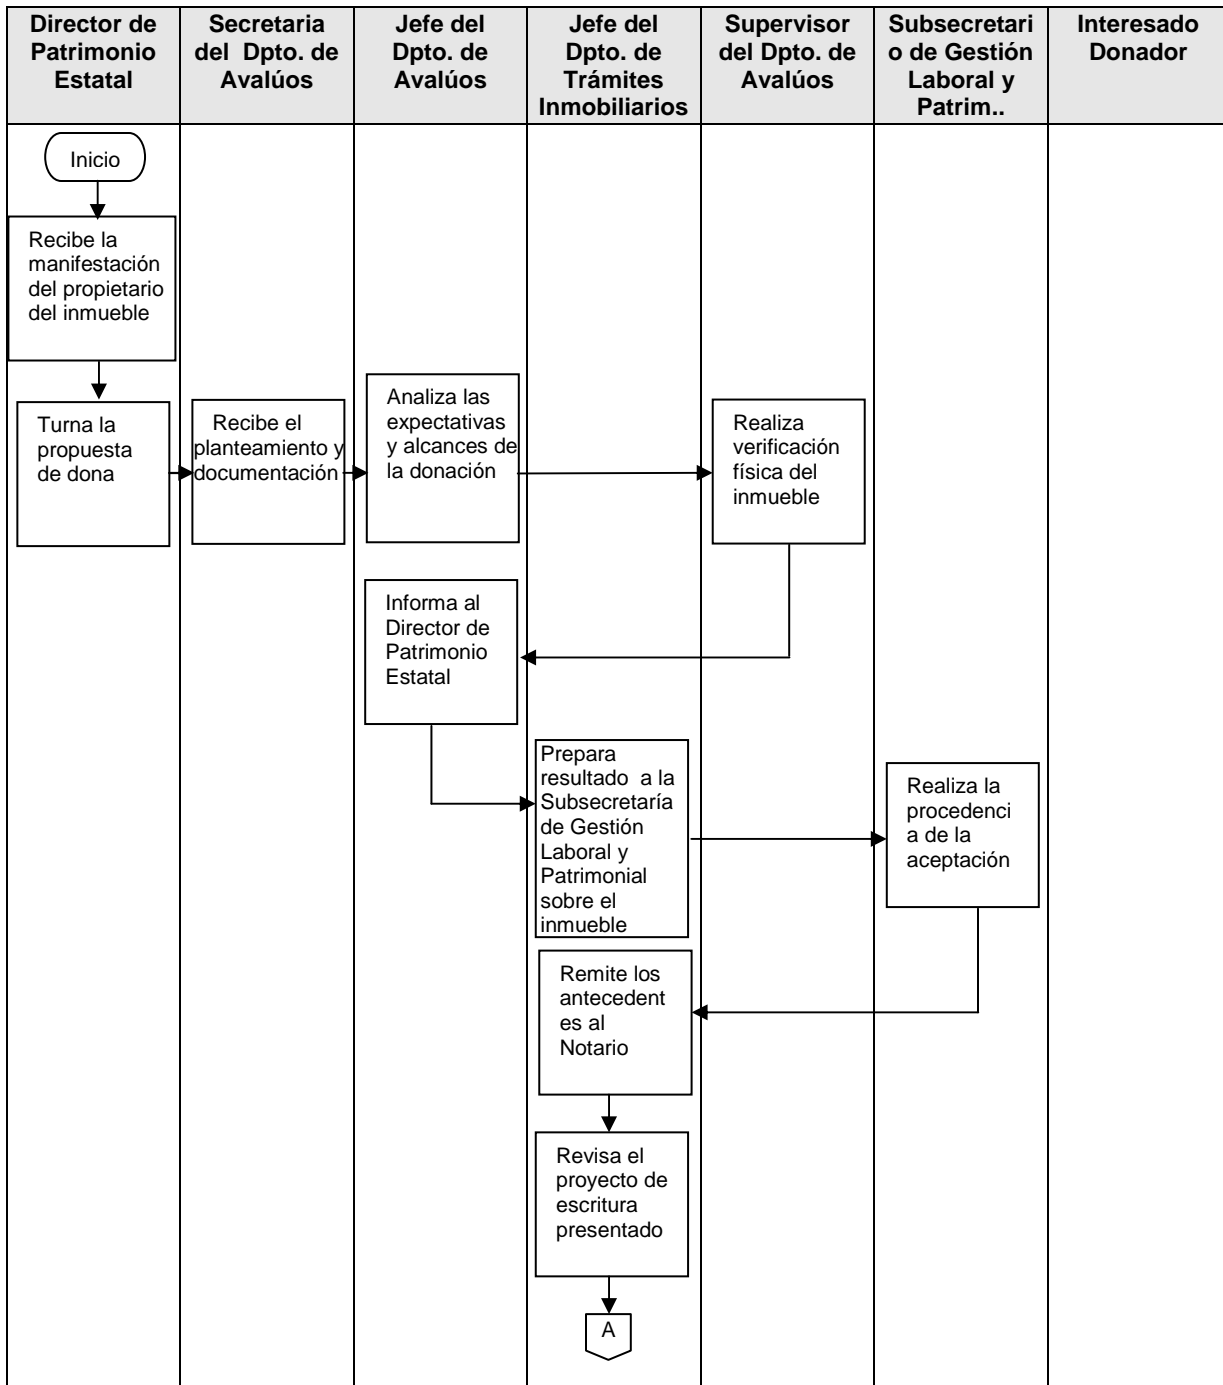 Director de
Patrimonio
Estatal
Secretaria
del Dpto. de
Avalúos
Jefe del
Dpto. de
Avalúos
Jefe del
Dpto. de
Trámites
Inmobiliarios
Supervisor
del Dpto. de
Avalúos
Subsecretari
o de Gestión
Laboral y
Patrim..
Interesado
Donador
Inicio
Recibe la
manifestación
del propietario
del inmueble
Turna la
propuesta
de dona
Recibe el
planteamiento y
documentación
Analiza las
expectativas
y alcances de
la donación
Realiza
verificación
física del
inmueble
Informa al
Director de
Patrimonio
Estatal
Prepara
resultado a la
Subsecretaría
de Gestión
Laboral y
Patrimonial
sobre el
inmueble
Realiza la
procedenci
a de la
aceptación
Remite los
antecedent
es al
Notario
Revisa el
proyecto de
escritura
presentado
A